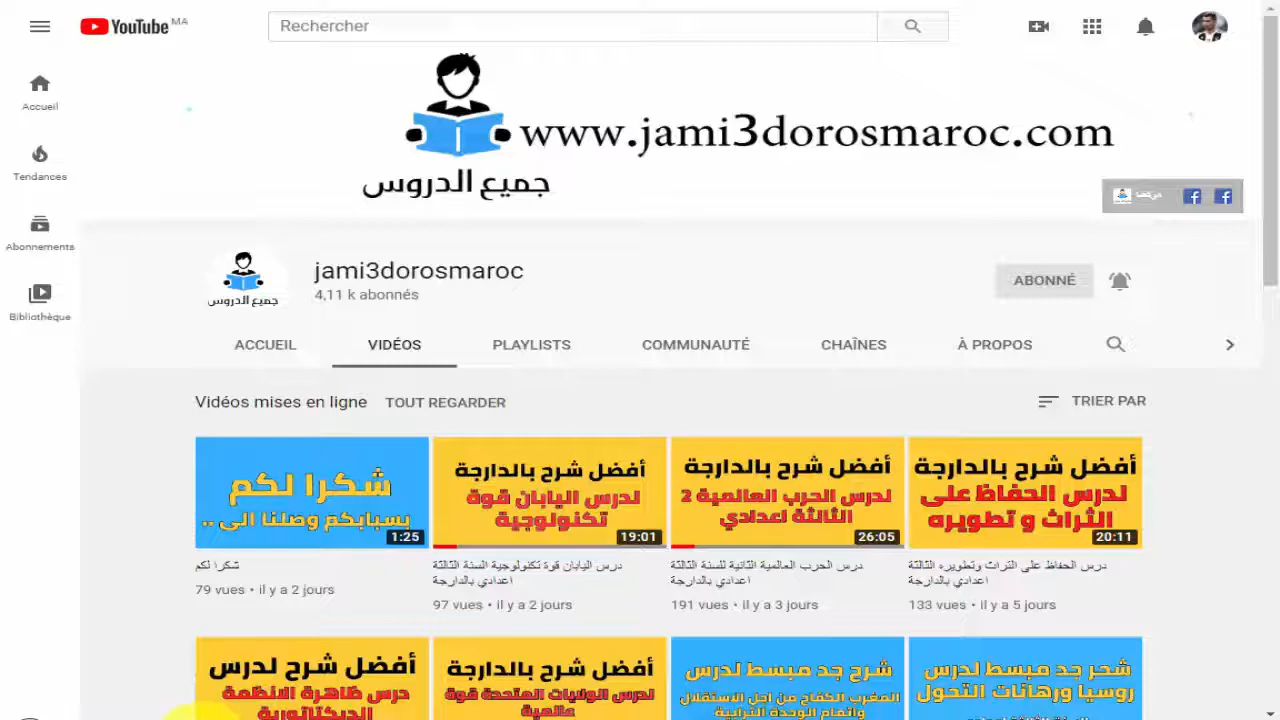 YouTube MA
Rechercher
Accueil
Tendances
Abonnements
Bibliothèque
www.jami3dorosmaroc.com
جميع الدروس
جميع الدروس
jami3dorosmaroc
4,11 k abonnés
ABONNÉ
ACCUEIL VIDÉOS PLAYLISTS COMMUNAUTÉ CHAÎNES À PROPOS
Vidéos mises en ligne TOUT REGARDER TRIER PAR
شكرا لكم
بسبابكم وصلنا الى ..
1:25
شكرا لكم
79 vues • il y a 2 jours
أفضل شرح بالدارجة
لدرس اليابان قوة
تكنولوجية
19:01
درس اليابان قوة تكنولوجية السنة الثالثة
اعدادي بالدارجة
97 vues • il y a 2 jours
أفضل شرح بالدارجة
لدرس الحرب العالمية 2
الثالثة اعدادي
26:05
درس الحرب العالمية الثانية للسنة الثالثة
اعدادي بالدارجة
191 vues • il y a 3 jours
أفضل شرح بالدارجة
لدرس الحفاظ على
الثراث و تطويره
20:11
درس الحفاظ على التراث وتطويره الثالثة
اعدادي بالدارجة
133 vues • il y a 5 jours
أفضل شرح لدرس
درس ظاهرة الانظمة
الديكتاتورية
أفضل شرح بالدارجة
لدرس الولايات المتحدة قوة
عالمية
شرح جد مبسط لدرس
المغرب الكفاح من اجل الاستقلال
واتمام الوحدة الترابية
شحر جد مبسط لدرس
روسيا ورهانات التحول